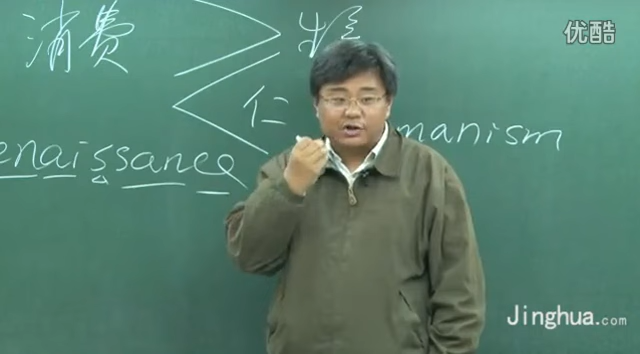 优酷
消费
仁 manism
enaissance
Jinghua.com